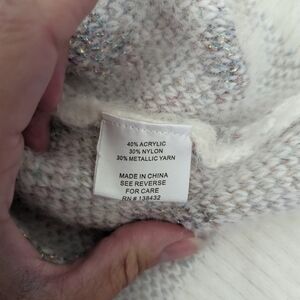 40% ACRYLIC
30% NYLON
30% METALLIC YARN
MADE IN CHINA
SEE REVERSE
FOR CARE
RN # 138432